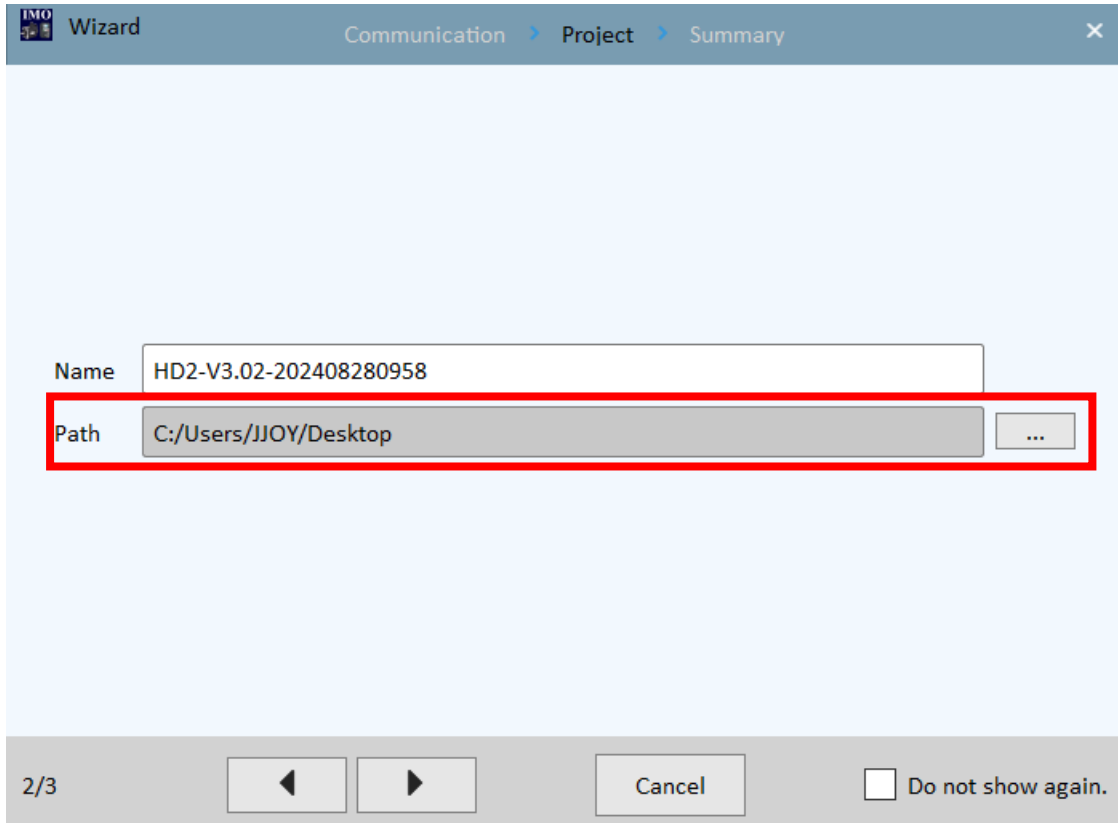 IMO
Wizard
Communication > Project > Summary
×
Name HD2-V3.02-202408280958
Path C:/Users/JJOY/Desktop ...
2/3 Cancel Do not show again.